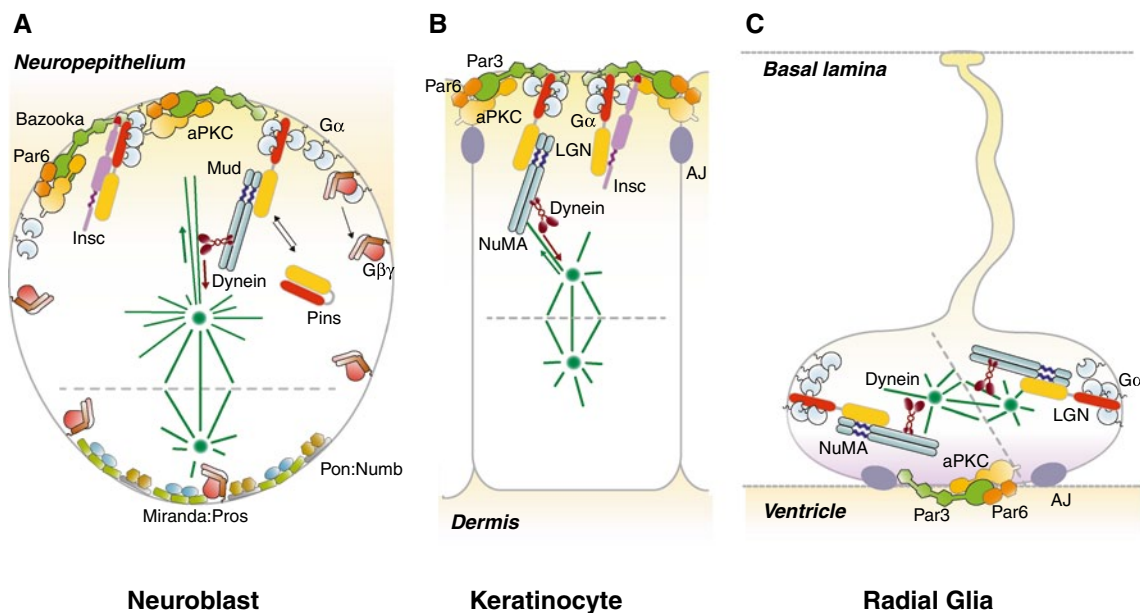 A
Neuropepithelium
Bazooka
aPKC
Gα
Par6
Mud
Insc
Dynein
Gβγ
Pins
Pon:Numb
Miranda:Pros
Neuroblast
B
Par3
Par6
aPKC
Gα
LGN
AJ
Insc
Dynein
NuMA
Dermis
Keratinocyte
C
Basal lamina
Dynein
Gα
LGN
NuMA
aPKC
AJ
Ventricle
Par3
Par6
Radial Glia